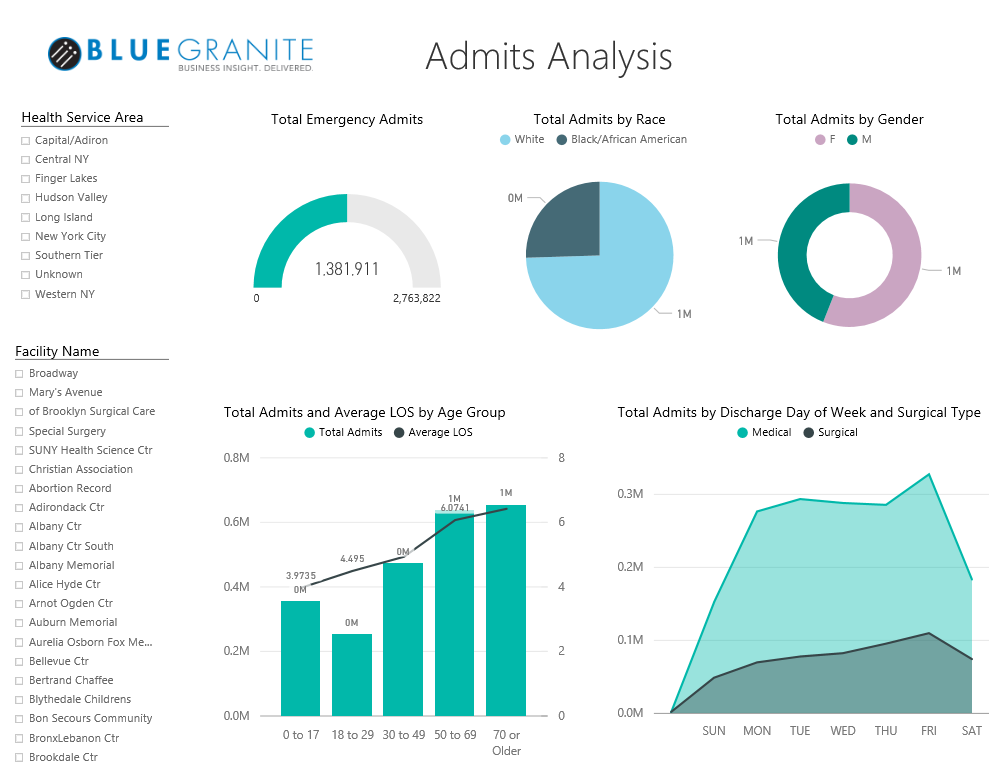 BLUEGRANITE
BUSINESS INSIGHT. DELIVERED.
Admits Analysis
Health Service Area
Capital/Adiron
Central NY
Finger Lakes
Hudson Valley
Long Island
New York City
Southern Tier
Unknown
Western NY
Facility Name
Broadway
Mary's Avenue
of Brooklyn Surgical Care
Special Surgery
SUNY Health Science Ctr
Christian Association
Abortion Record
Adirondack Ctr
Albany Ctr
Albany Ctr South
Albany Memorial
Alice Hyde Ctr
Arnot Ogden Ctr
Auburn Memorial
Aurelia Osborn Fox Me...
Bellevue Ctr
Bertrand Chaffee
Blythedale Childrens
Bon Secours Community
BronxLebanon Ctr
Brookdale Ctr
Total Emergency Admits
1,381,911
0
2,763,822
Total Admits by Race
White Black/African American
0M
1M
Total Admits by Gender
F M
1M
1M
Total Admits and Average LOS by Age Group
Total Admits Average LOS
0.8M
0.6M
0.4M
0.2M
0.0M
8
6
4
2
0
3.9735
0M
4.495
0M
0M
1M
6.0741
1M
0 to 17 18 to 29 30 to 49 50 to 69 70 or
Older
Total Admits by Discharge Day of Week and Surgical Type
Medical Surgical
0.3M
0.2M
0.1M
0.0M
SUN MON TUE WED THU FRI SAT